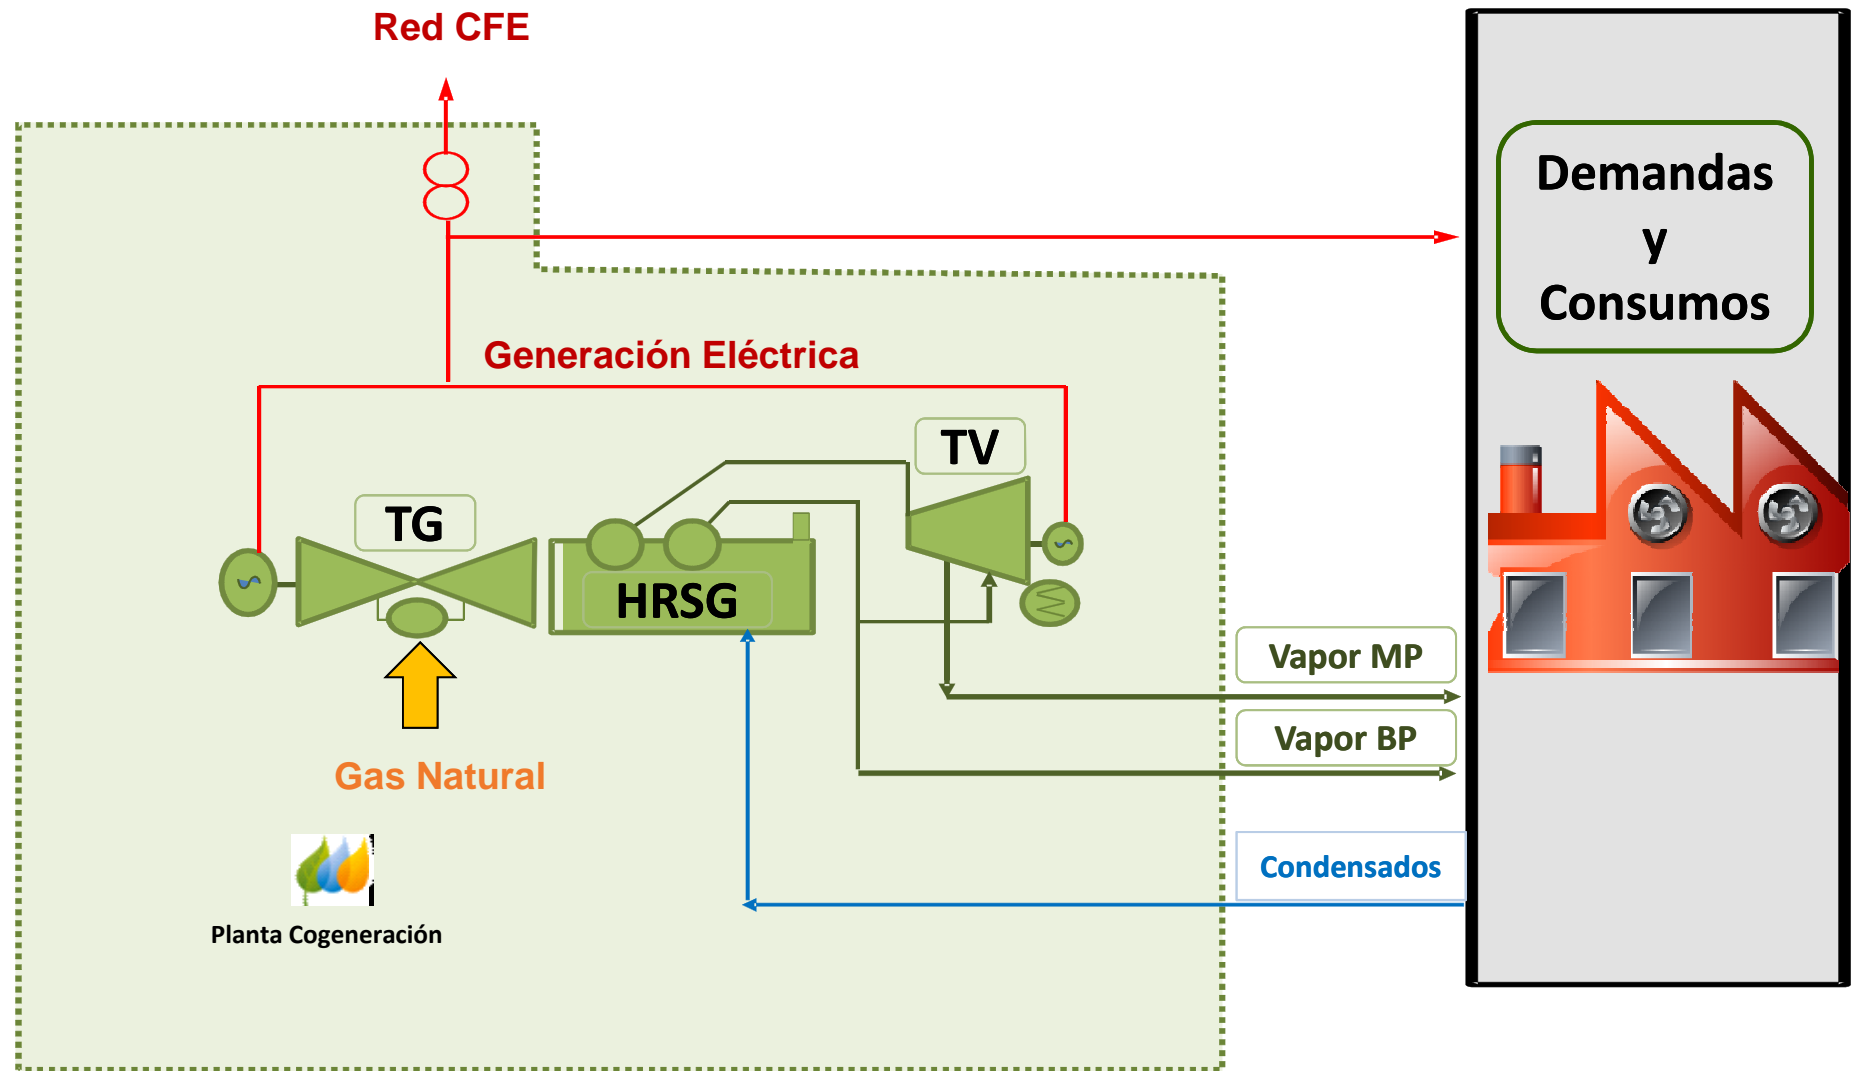 Red CFE
Demandas
y
Consumos
Generación Eléctrica
TV
TG
HRSG
Vapor MP
Vapor BP
Gas Natural
Condensados
Planta Cogeneración